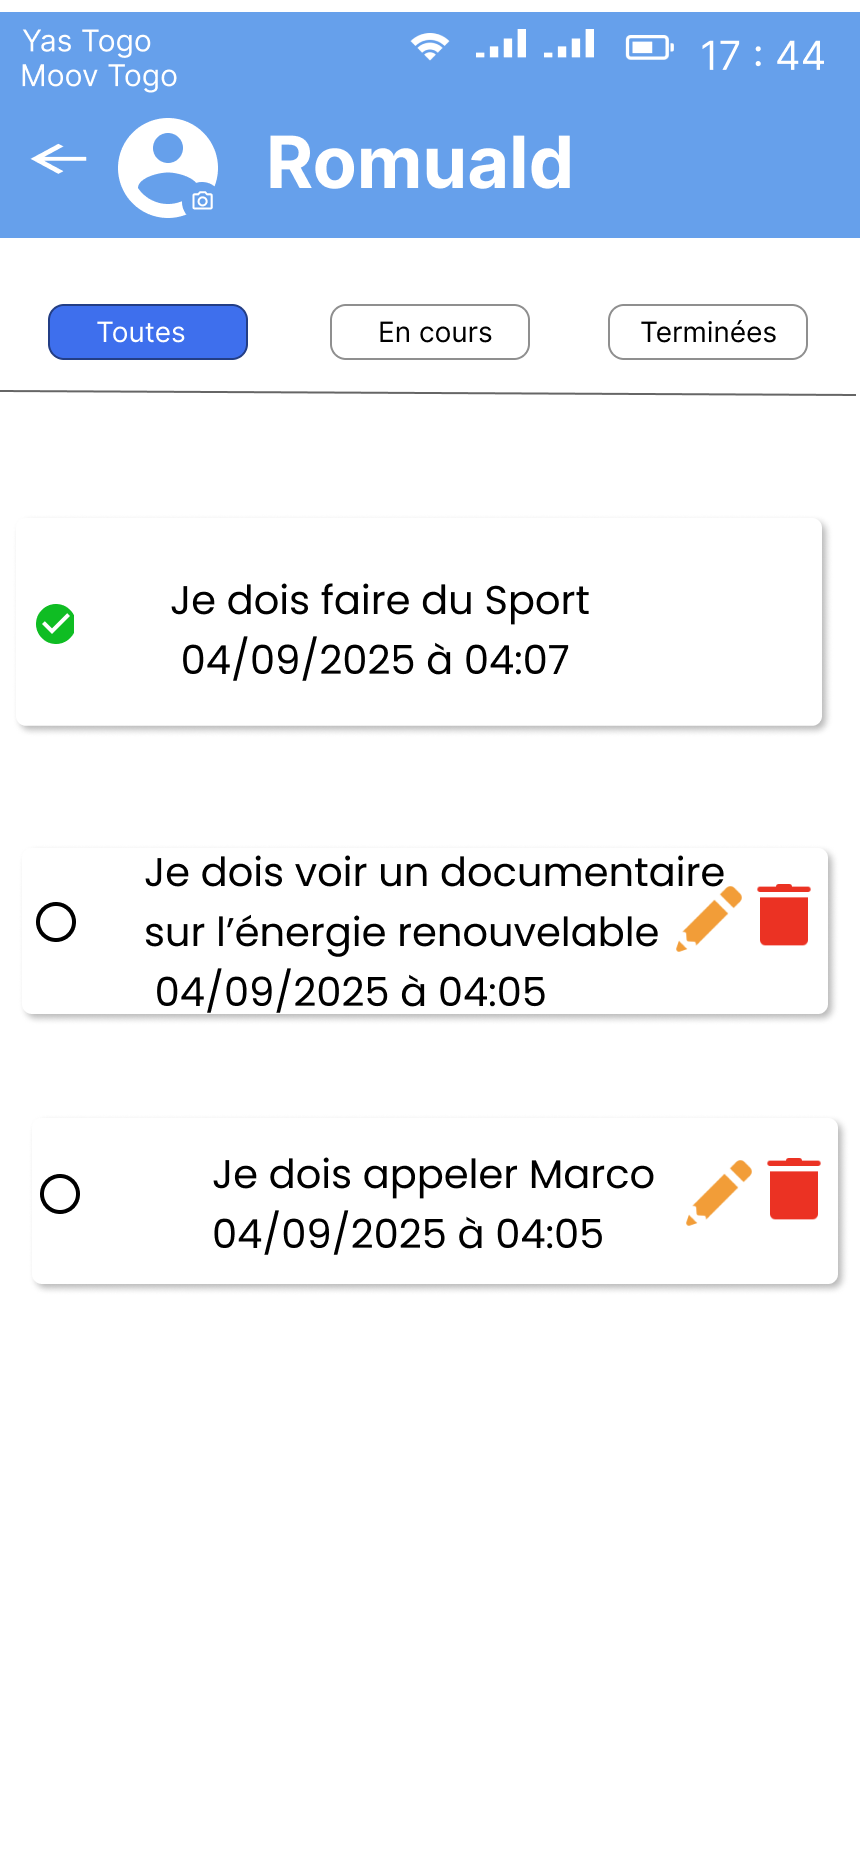 Yas Togo
Moov Togo
17 : 44
Romuald
Toutes
En cours
Terminées
Je dois faire du Sport
04/09/2025 à 04:07
Je dois voir un documentaire
sur l’énergie renouvelable
04/09/2025 à 04:05
Je dois appeler Marco
04/09/2025 à 04:05